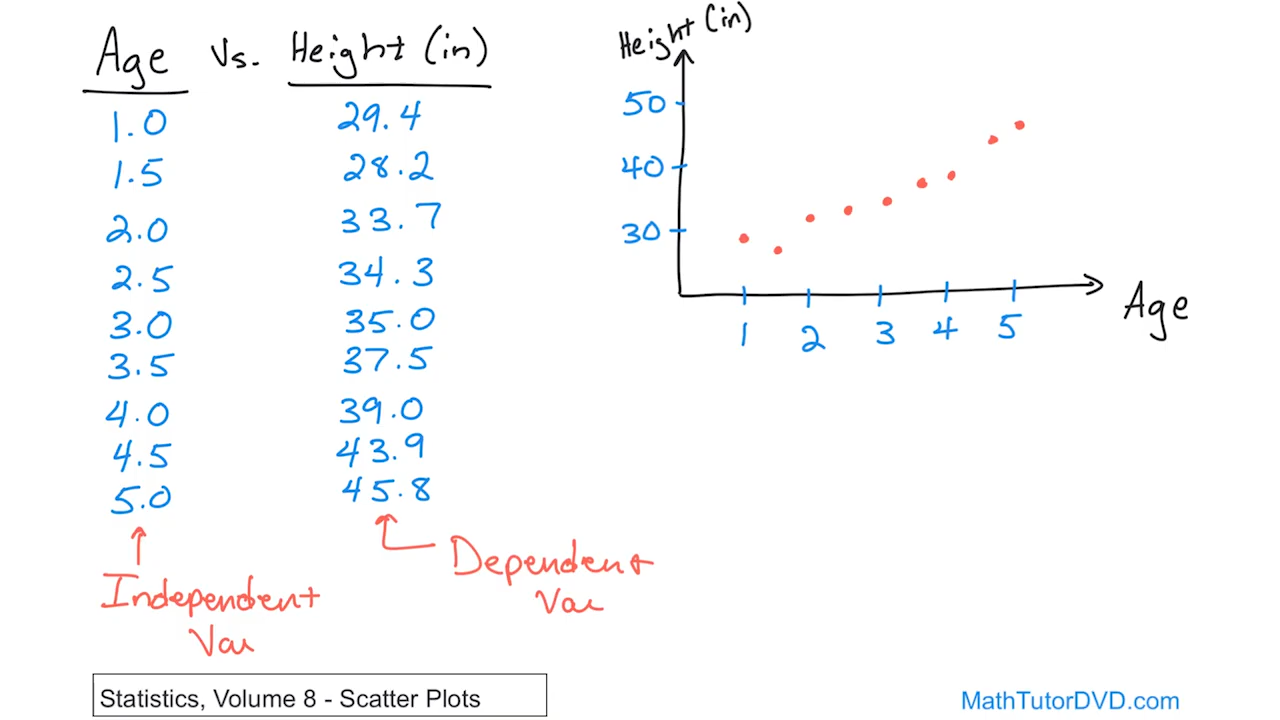 Age Vs. Height (in)
1.0 29.4
1.5 28.2
2.0 33.7
2.5 34.3
3.0 35.0
3.5 37.5
4.0 39.0
4.5 43.9
5.0 45.8
Independent
Var
Dependent
Var
Height (in)
50
40
30
1 2 3 4 5
Age
Statistics, Volume 8 - Scatter Plots
MathTutorDVD.com